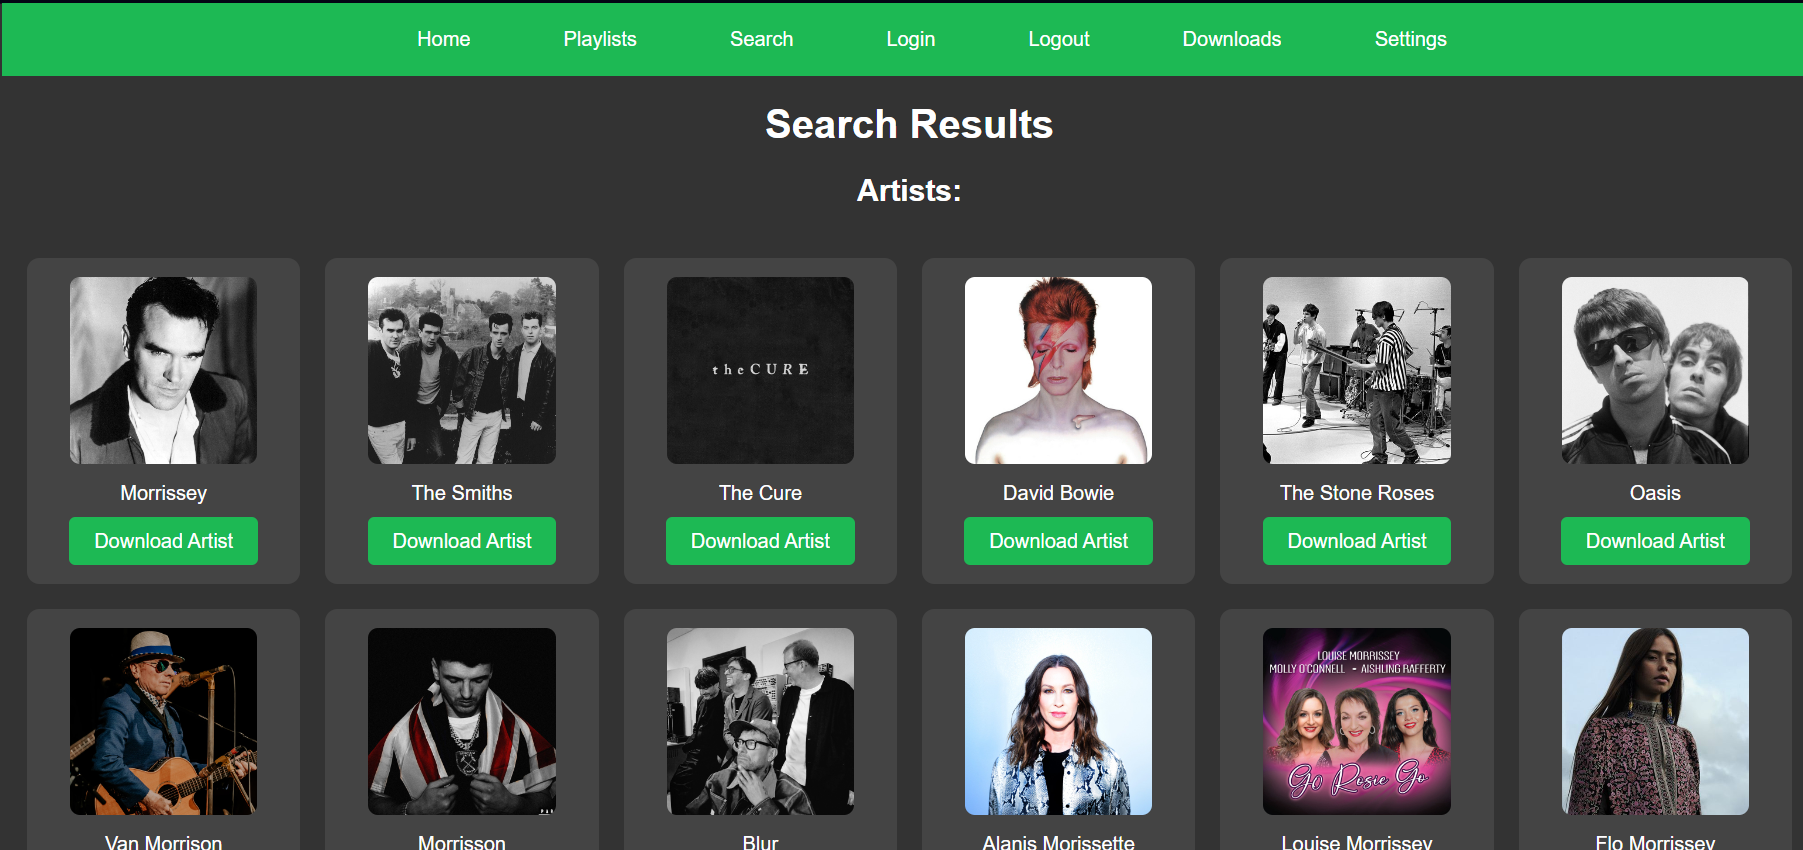 Home Playlists Search Login Logout Downloads Settings
Search Results
Artists:
the CURE
Morrissey The Smiths The Cure David Bowie The Stone Roses Oasis
Download Artist Download Artist Download Artist Download Artist Download Artist Download Artist
LOUISE MORRISSEY
MOLLY O'CONNELL - AISHLING RAFFERTY
Go Rosie Go
Van Morrison Morrisson Blur Alanis Morissette Louise Morrissey Flo Morrissey